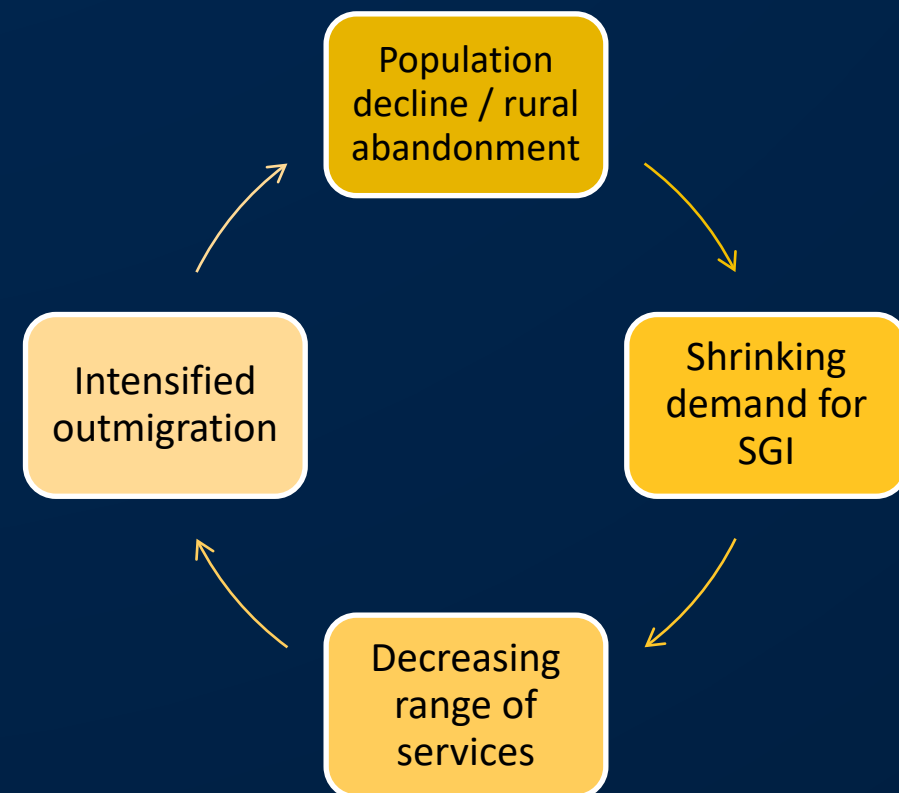 Population
decline / rural
abandonment
Shrinking
demand for
SGI
Decreasing
range of
services
Intensified
outmigration